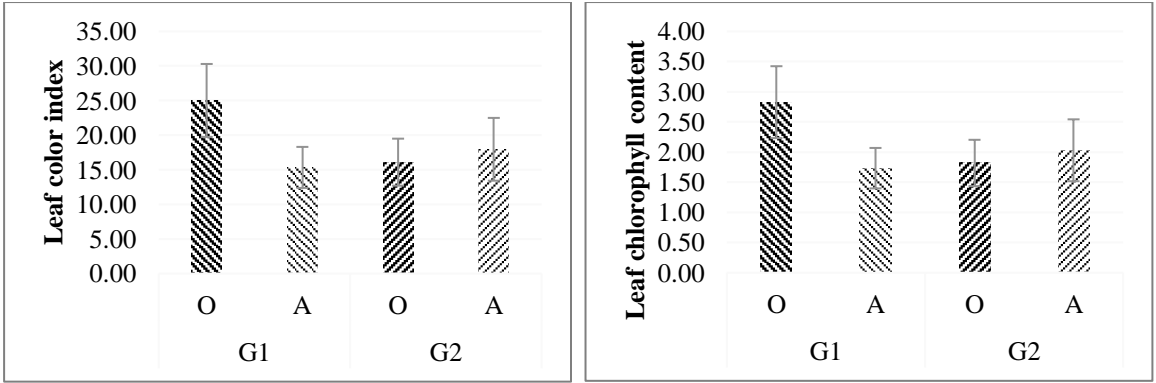 Leaf color index
35.00
30.00
25.00
20.00
15.00
10.00
5.00
0.00
O A O A
G1 G2
Leaf chlorophyll content
4.00
3.50
3.00
2.50
2.00
1.50
1.00
0.50
0.00
O A O A
G1 G2